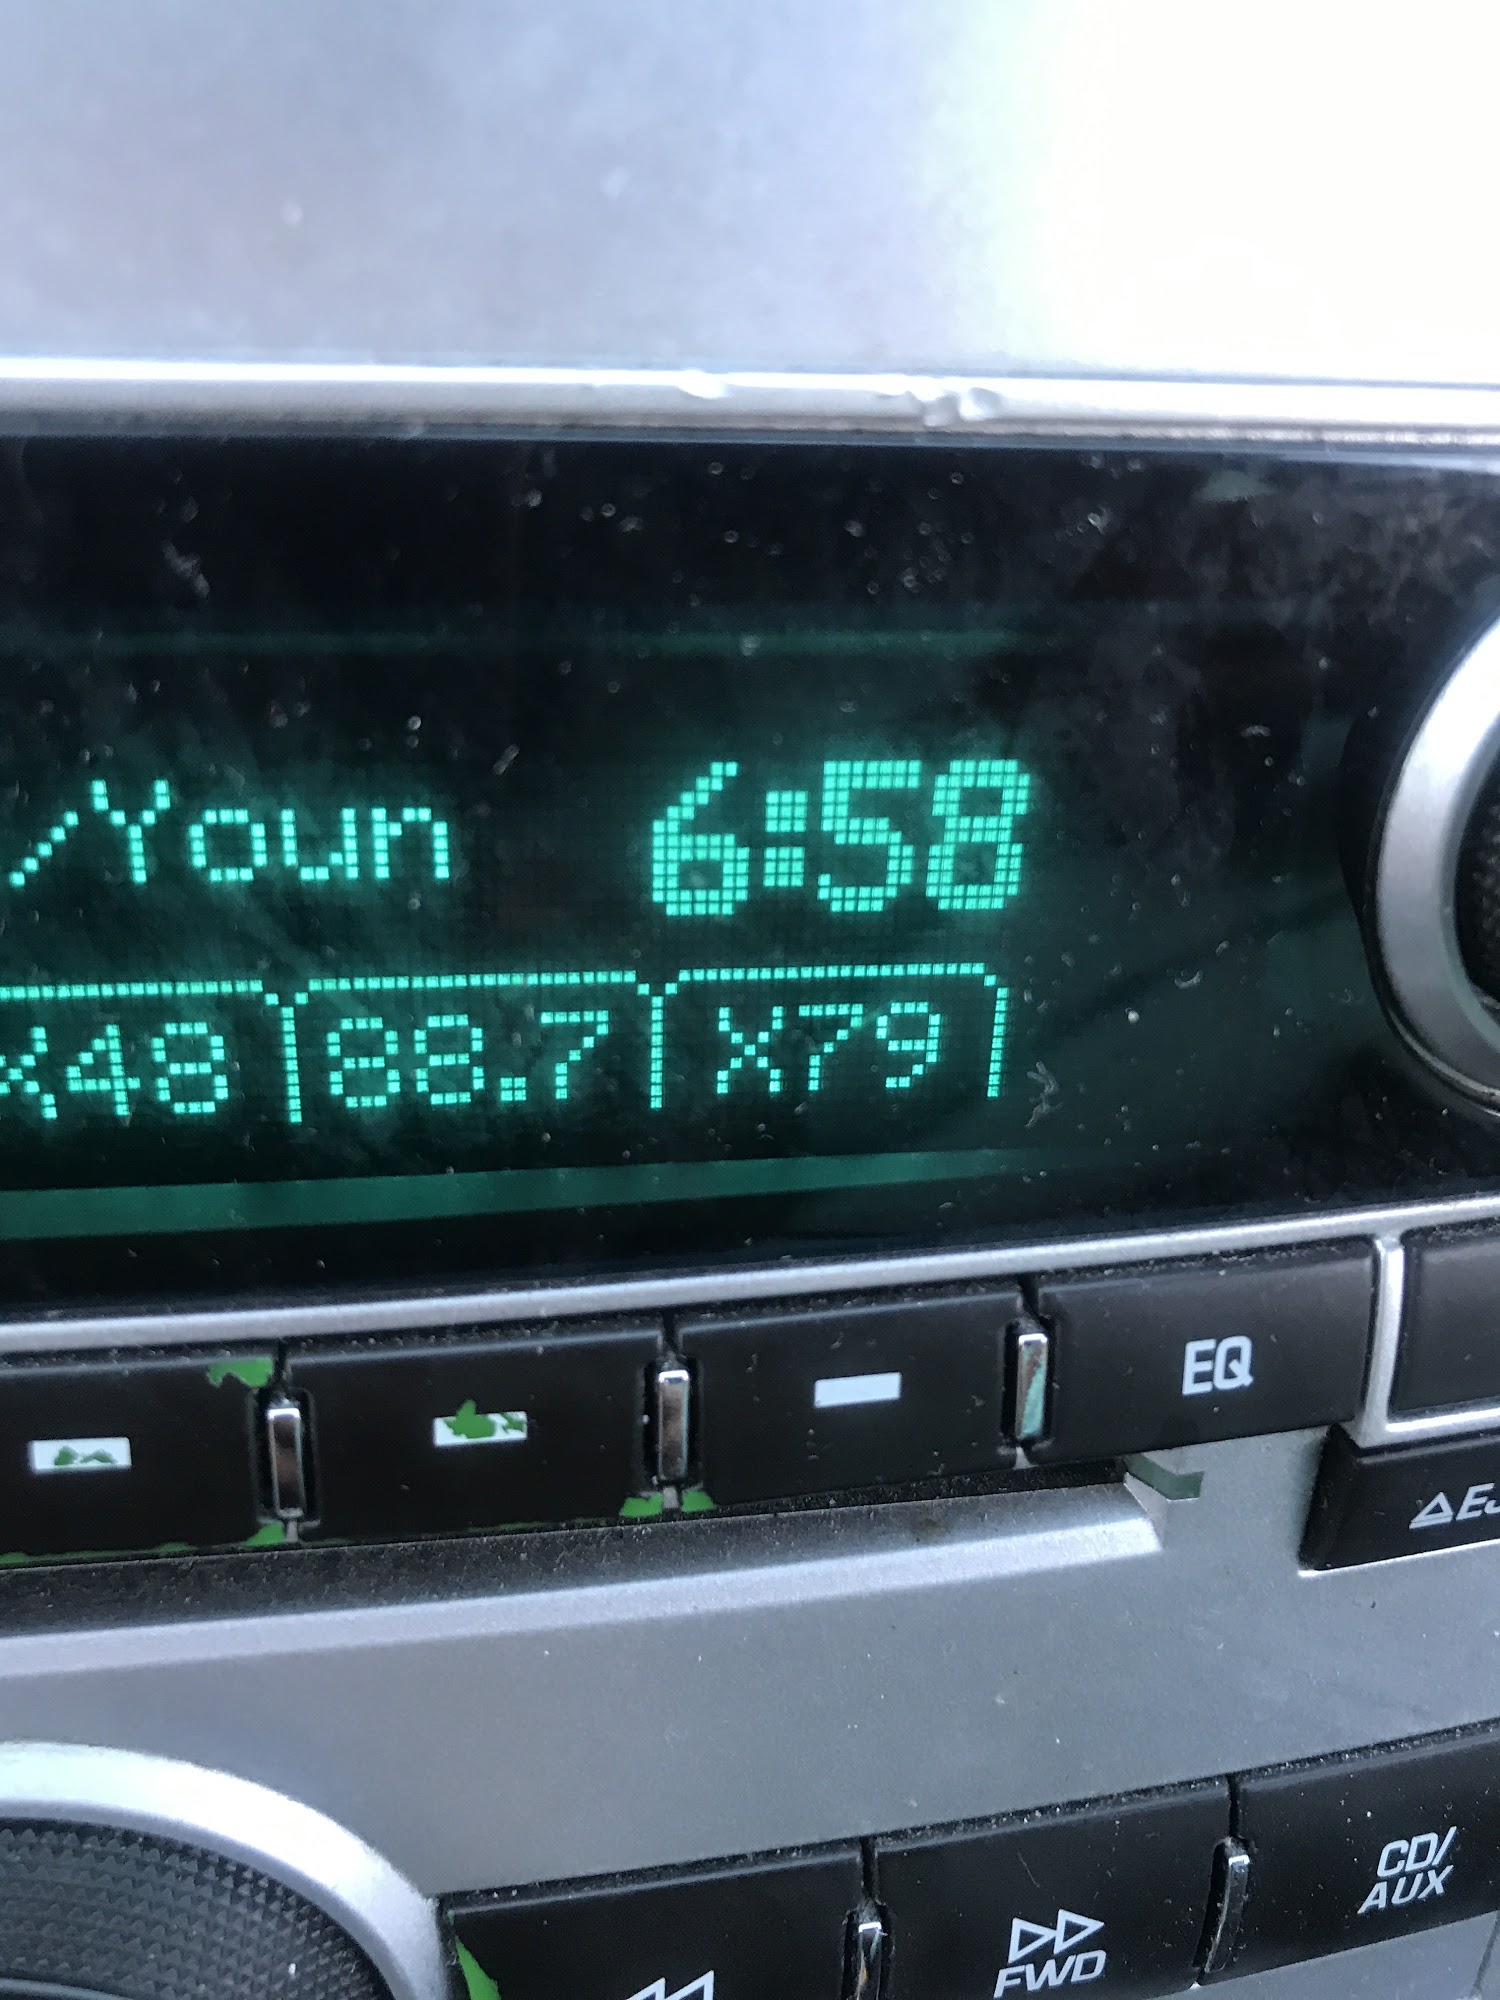 /Youn 6:58
X48 88.7 X79
EQ
FWD
CD/
AUX